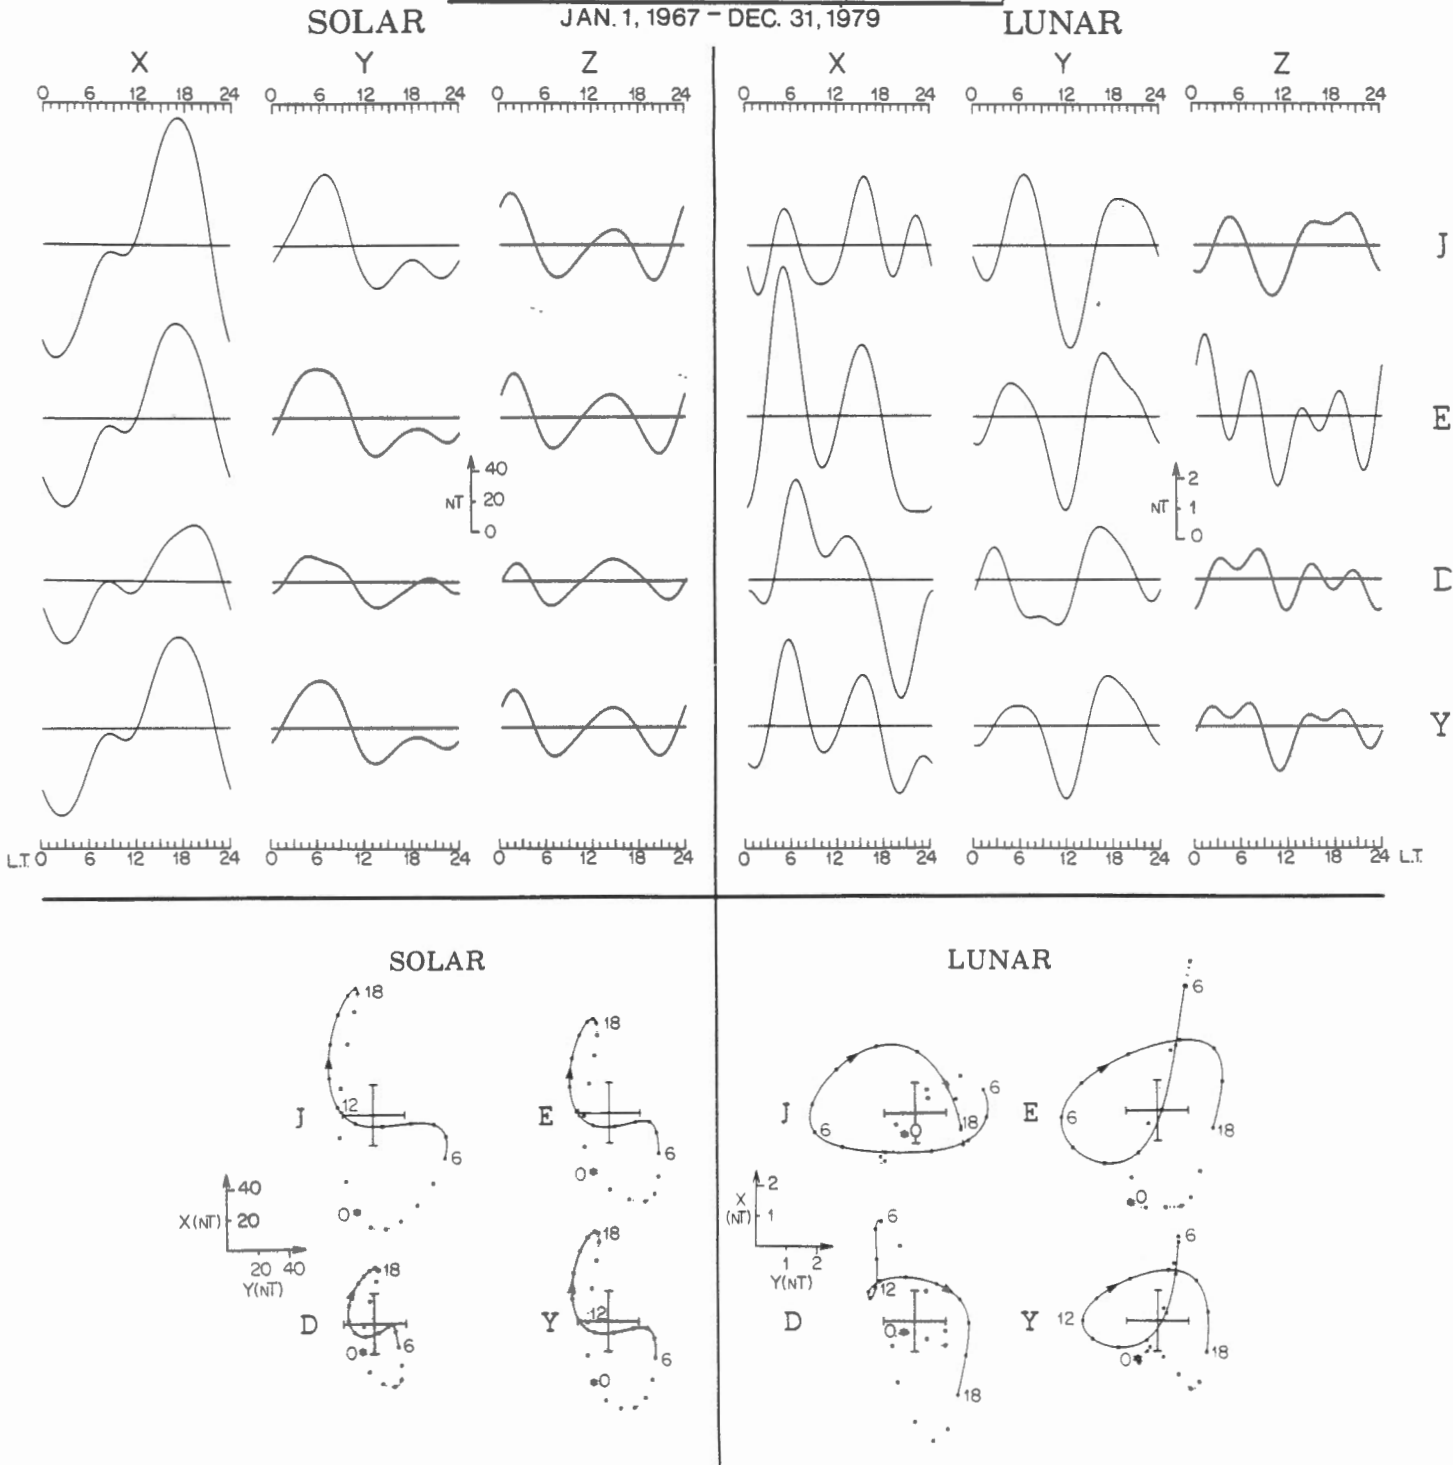 JAN. 1, 1967 – DEC. 31, 1979
SOLAR LUNAR
X Y Z X Y Z
0 6 12 18 24 0 6 12 18 24 0 6 12 18 24 0 6 12 18 24 0 6 12 18 24 0 6 12 18 24
J
E
40
NT 20
0
2
NT 1
0
D
Y
L.T. 0 6 12 18 24 0 6 12 18 24 0 6 12 18 24 0 6 12 18 24 0 6 12 18 24 0 6 12 18 24 L.T.
SOLAR LUNAR
J 18 12 6 0
E 18 6 0
J 6 6 18 0
E 6 6 18 0
40
X (NT) 20
20 40
Y (NT)
2
X
(NT) 1
1 2
Y (NT)
D 18 6 0
Y 18 12 6 0
D 6 12 0 18
Y 6 12 0 18